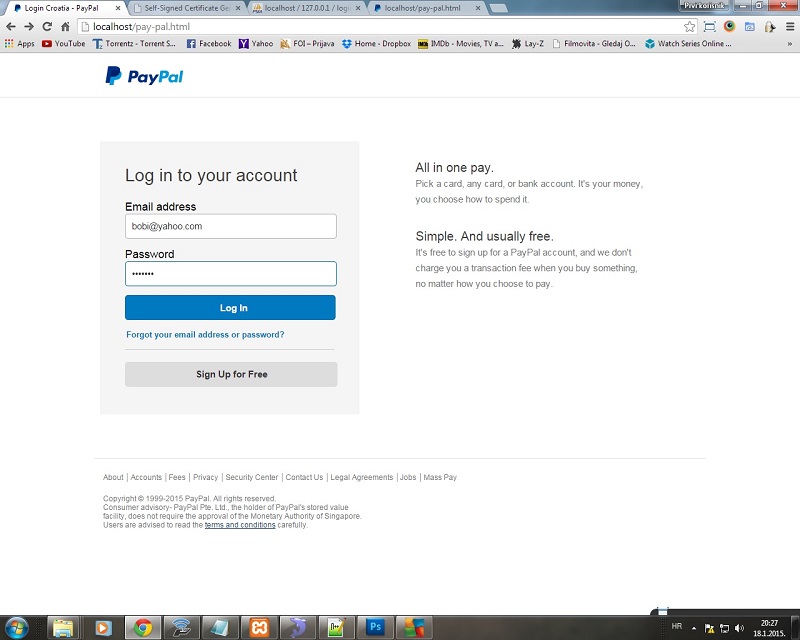 Login Croatia - PayPal
Self-Signed Certificate Ge
localhost / 127.0.0.1 / logi
localhost/pay-pal.html
Prvi korisnik
localhost/pay-pal.html
Apps
YouTube
Torrentz - Torrent S...
Facebook
Yahoo
FOI – Prijava
Home - Dropbox
IMDb - Movies, TV a...
Lay-Z
Filmovita - Gledaj O...
Watch Series Online ...
»
PayPal
Log in to your account
Email address
bobi@yahoo.com
Password
•••••••
Log In
Forgot your email address or password?
Sign Up for Free
All in one pay.
Pick a card, any card, or bank account. It's your money,
you choose how to spend it.
Simple. And usually free.
It's free to sign up for a PayPal account, and we don't
charge you a transaction fee when you buy something,
no matter how you choose to pay.
About | Accounts | Fees | Privacy | Security Center | Contact Us | Legal Agreements | Jobs | Mass Pay
Copyright © 1999-2015 PayPal. All rights reserved.
Consumer advisory- PayPal Pte. Ltd., the holder of PayPal's stored value
facility, does not require the approval of the Monetary Authority of Singapore.
Users are advised to read the terms and conditions carefully.
Ps
HR
20:27
18.1.2015.